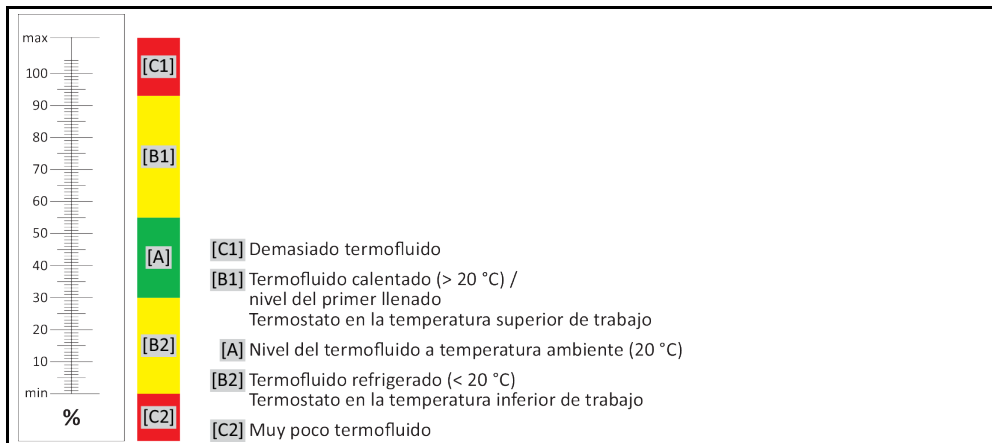 max
100
90
80
70
60
50
40
30
20
10
min
%
[C1]
[B1]
[A]
[B2]
[C2]
[C1] Demasiado termofluido
[B1] Termofluido calentado (> 20 °C) /
nivel del primer llenado
Termostato en la temperatura superior de trabajo
[A] Nivel del termofluido a temperatura ambiente (20 °C)
[B2] Termofluido refrigerado (< 20 °C)
Termostato en la temperatura inferior de trabajo
[C2] Muy poco termofluido